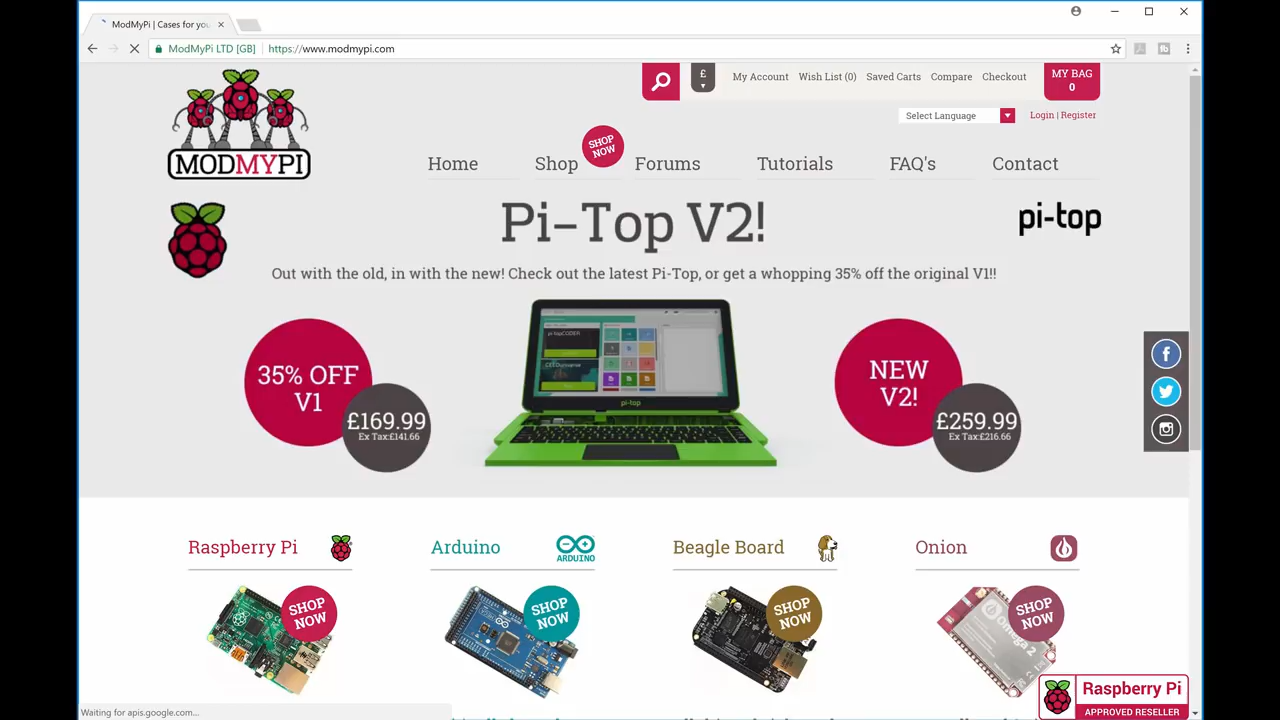 ModMyPi | Cases for you
ModMyPi LTD [GB]
https://www.modmypi.com
£
My Account
Wish List (0)
Saved Carts
Compare
Checkout
MY BAG
0
Select Language
Login | Register
MODMYPI
Home
Shop
SHOP
NOW
Forums
Tutorials
FAQ's
Contact
Pi-Top V2!
pi-top
Out with the old, in with the new! Check out the latest Pi-Top, or get a whopping 35% off the original V1!!
35% OFF
V1
£169.99
Ex Tax:£141.66
pi-top
NEW
V2!
£259.99
Ex Tax:£216.66
Raspberry Pi
Arduino
ARDUINO
Beagle Board
Onion
SHOP
NOW
SHOP
NOW
SHOP
NOW
SHOP
NOW
Omega 2
Raspberry Pi
APPROVED RESELLER
Waiting for apis.google.com...